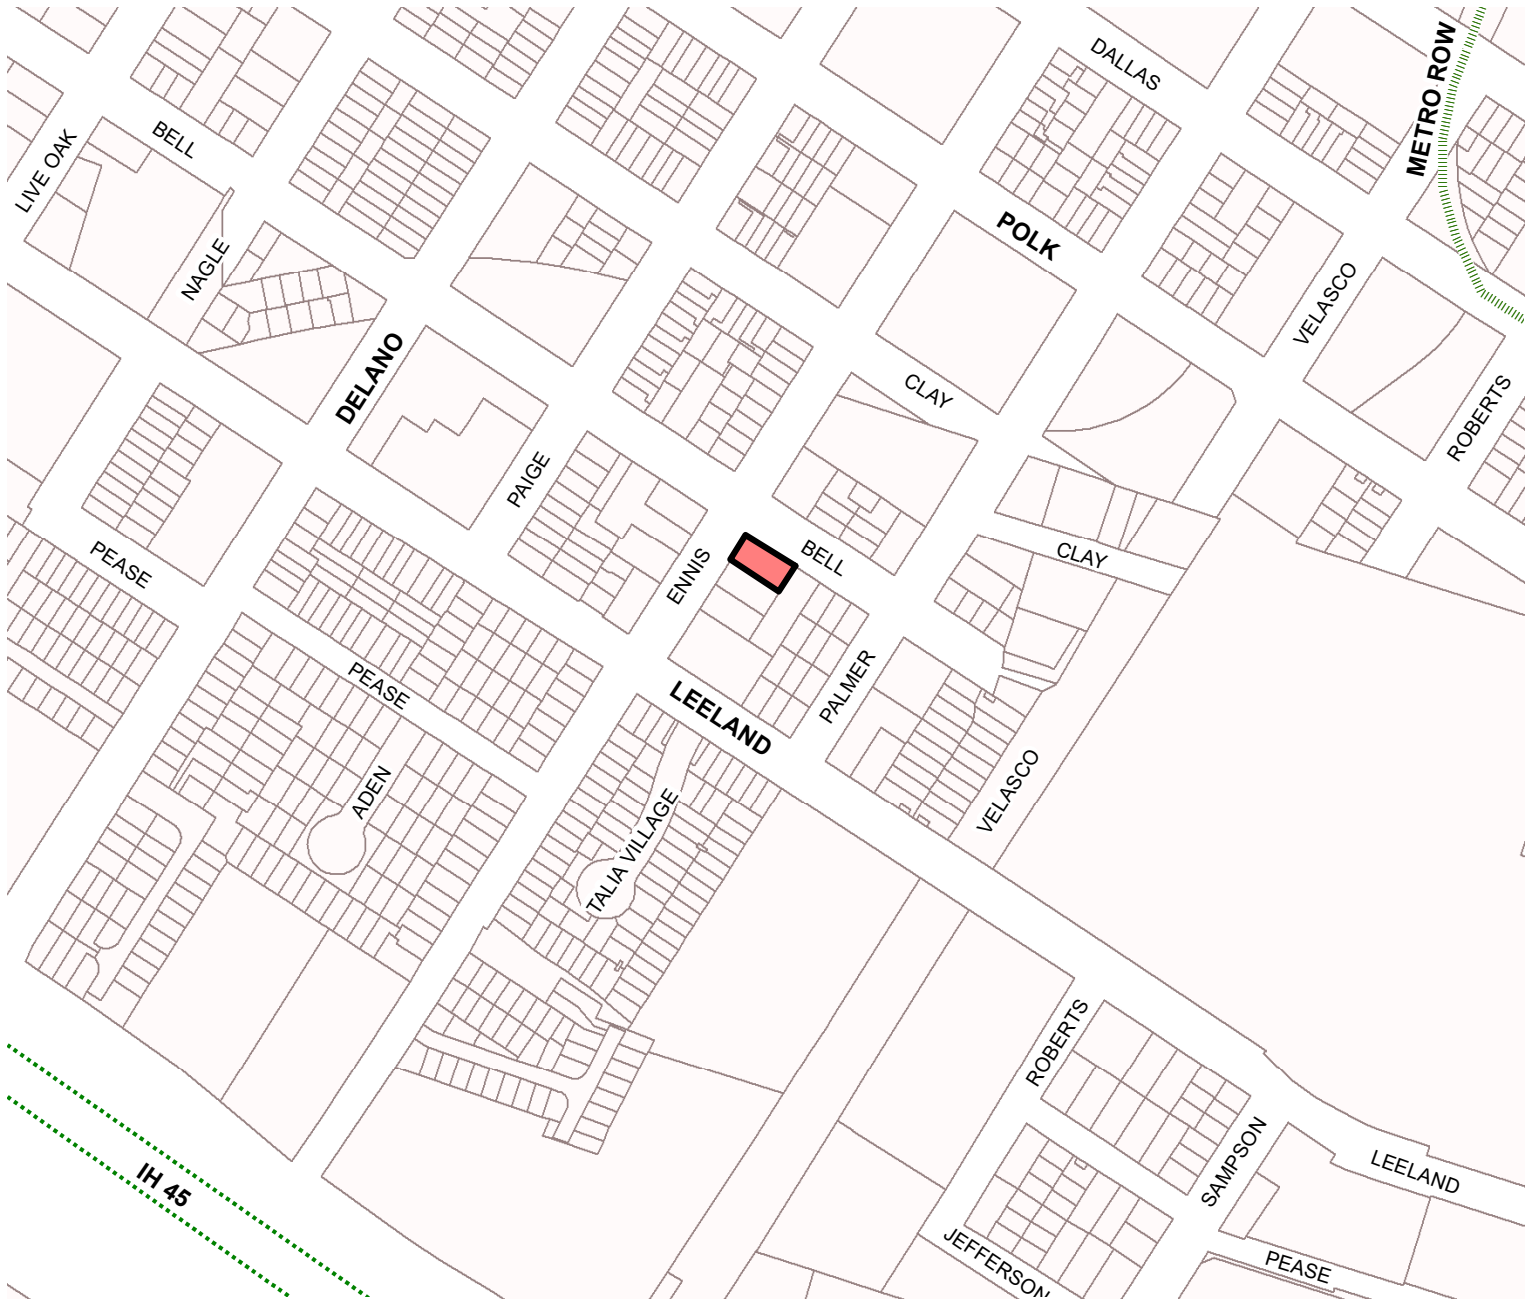 DALLAS
METRO ROW
BELL
LIVE OAK
NAGLE
POLK
VELASCO
DELANO
CLAY
ROBERTS
PAIGE
PEASE
ENNIS
BELL
CLAY
PEASE
PALMER
LEELAND
ADEN
VELASCO
TALIA VILLAGE
ROBERTS
SAMPSON
LEELAND
IH 45
JEFFERSON
PEASE